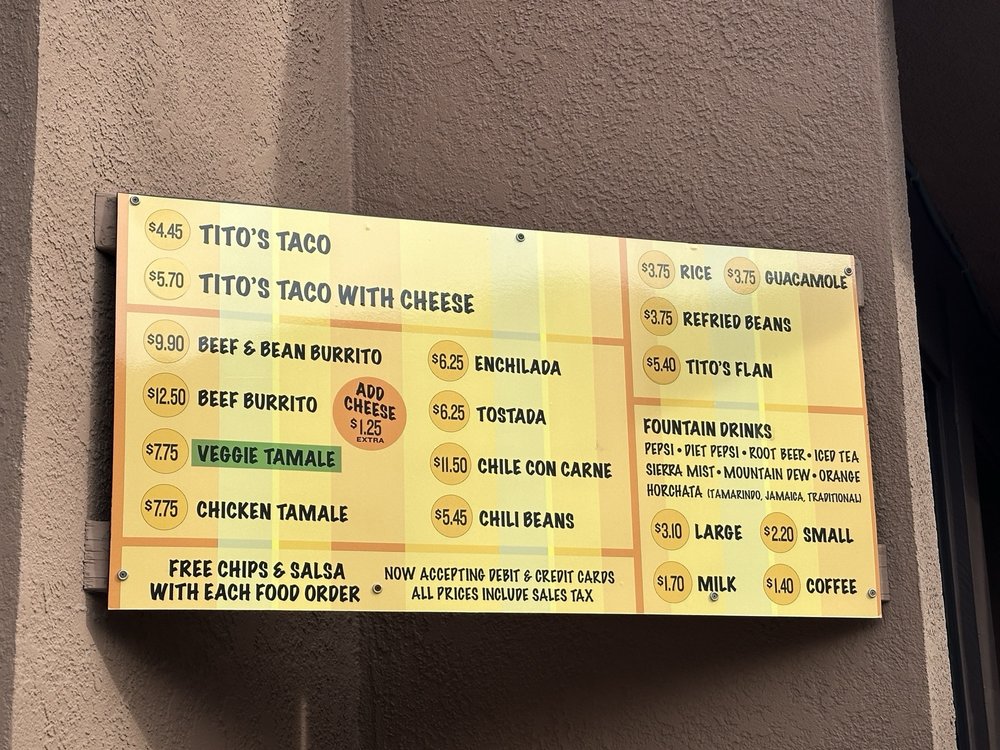 $4.45 TITO'S TACO
$5.70 TITO'S TACO WITH CHEESE
$9.90 BEEF & BEAN BURRITO
$12.50 BEEF BURRITO
ADD
CHEESE
$1.25
EXTRA
$7.75 VEGGIE TAMALE
$7.75 CHICKEN TAMALE
$6.25 ENCHILADA
$6.25 TOSTADA
$11.50 CHILE CON CARNE
$5.45 CHILI BEANS
FREE CHIPS & SALSA
WITH EACH FOOD ORDER
NOW ACCEPTING DEBIT & CREDIT CARDS
ALL PRICES INCLUDE SALES TAX
$3.75 RICE $3.75 GUACAMOLE
$3.75 REFRIED BEANS
$5.40 TITO'S FLAN
FOUNTAIN DRINKS
PEPSI • DIET PEPSI • ROOT BEER • ICED TEA
SIERRA MIST • MOUNTAIN DEW • ORANGE
HORCHATA (TAMARINDO, JAMAICA, TRADITIONAL)
$3.10 LARGE $2.20 SMALL
$1.70 MILK $1.40 COFFEE